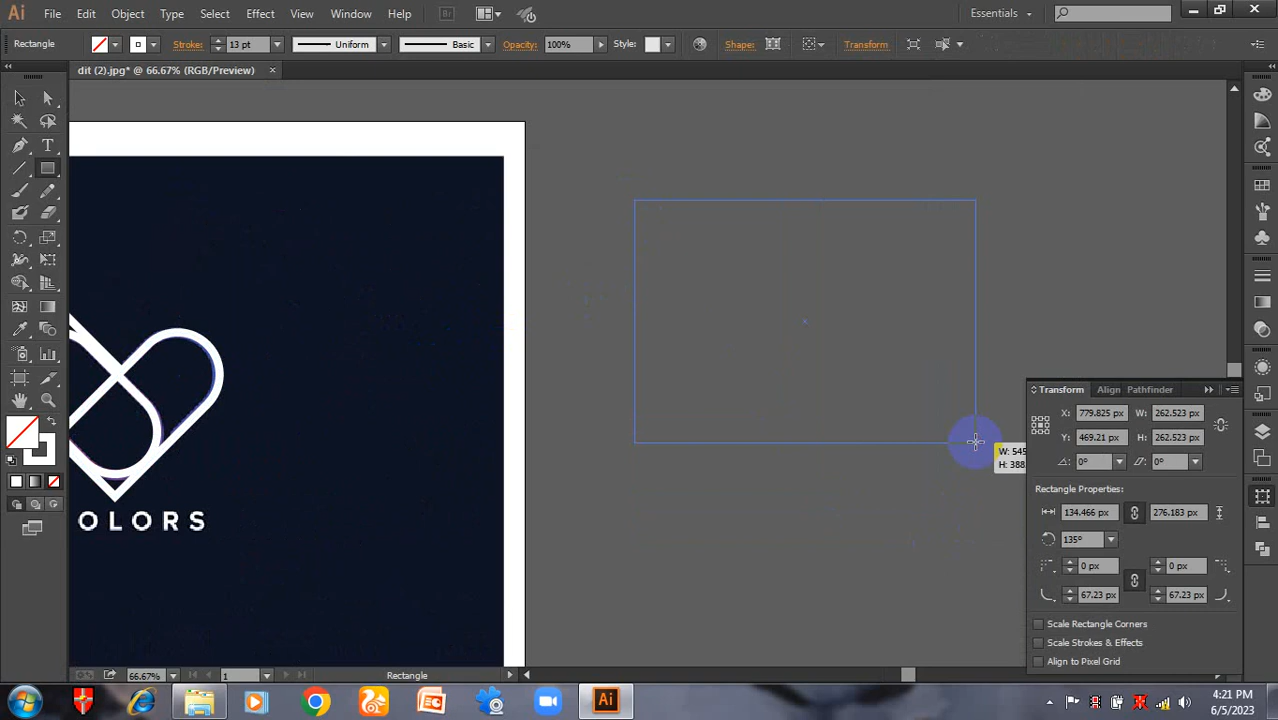 Ai File Edit Object Type Select Effect View Window Help Br Essentials
Rectangle Stroke: 13 pt Uniform Basic Opacity: 100% Style: Shape: Transform
dit (2).jpg* @ 66.67% (RGB/Preview)
OLORS
W: 545
H: 388
Transform Align Pathfinder
X: 779.825 px W: 262.523 px
Y: 469.21 px H: 262.523 px
0° 0°
Rectangle Properties:
134.466 px 276.183 px
135°
0 px 0 px
67.23 px 67.23 px
Scale Rectangle Corners
Scale Strokes & Effects
Align to Pixel Grid
66.67% 1 Rectangle
Ai
4:21 PM
6/5/2023